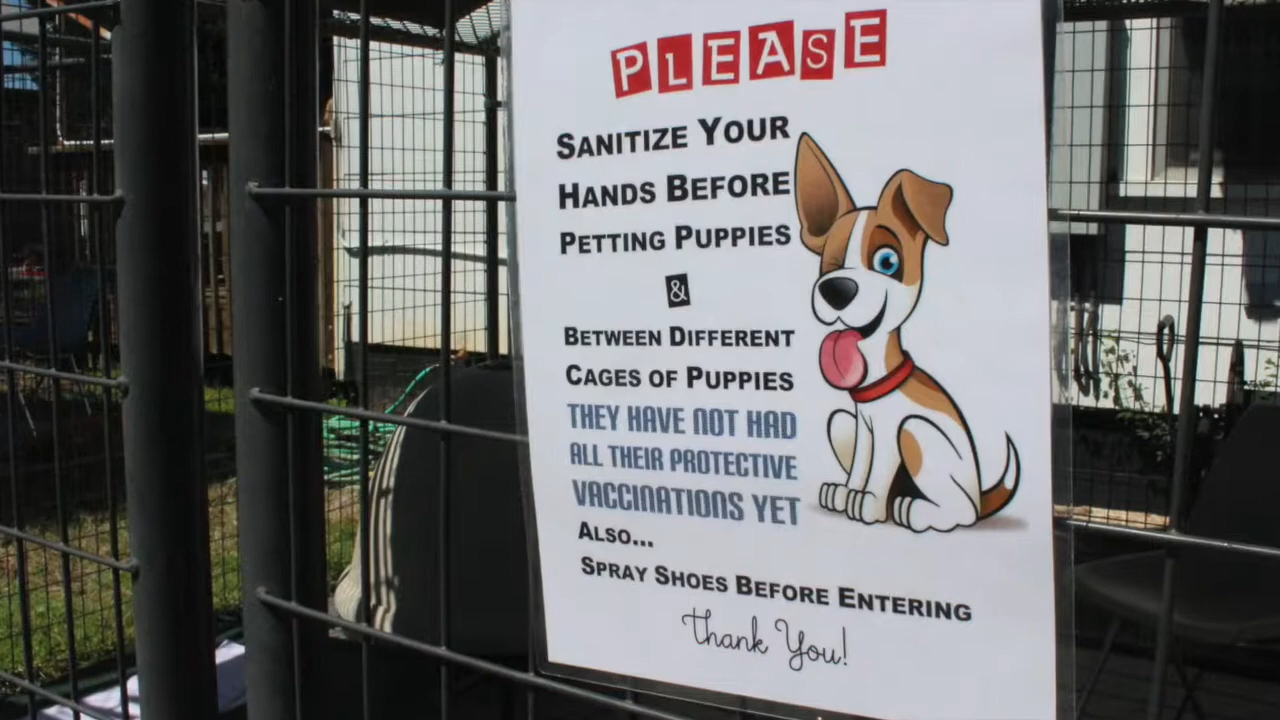 PLEASE
SANITIZE YOUR
HANDS BEFORE
PETTING PUPPIES
&
BETWEEN DIFFERENT
CAGES OF PUPPIES
THEY HAVE NOT HAD
ALL THEIR PROTECTIVE
VACCINATIONS YET
ALSO...
SPRAY SHOES BEFORE ENTERING
Thank You!